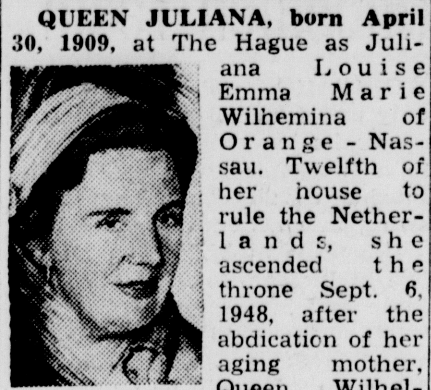 QUEEN JULIANA, born April
30, 1909, at The Hague as Juli-
ana Louise
Emma Marie
Wilhemina of
Orange - Nas-
sau. Twelfth of
her house to
rule the Nether-
lands, she
ascended the
throne Sept. 6,
1948, after the
abdication of her
aging mother,
Queen Wilhel-